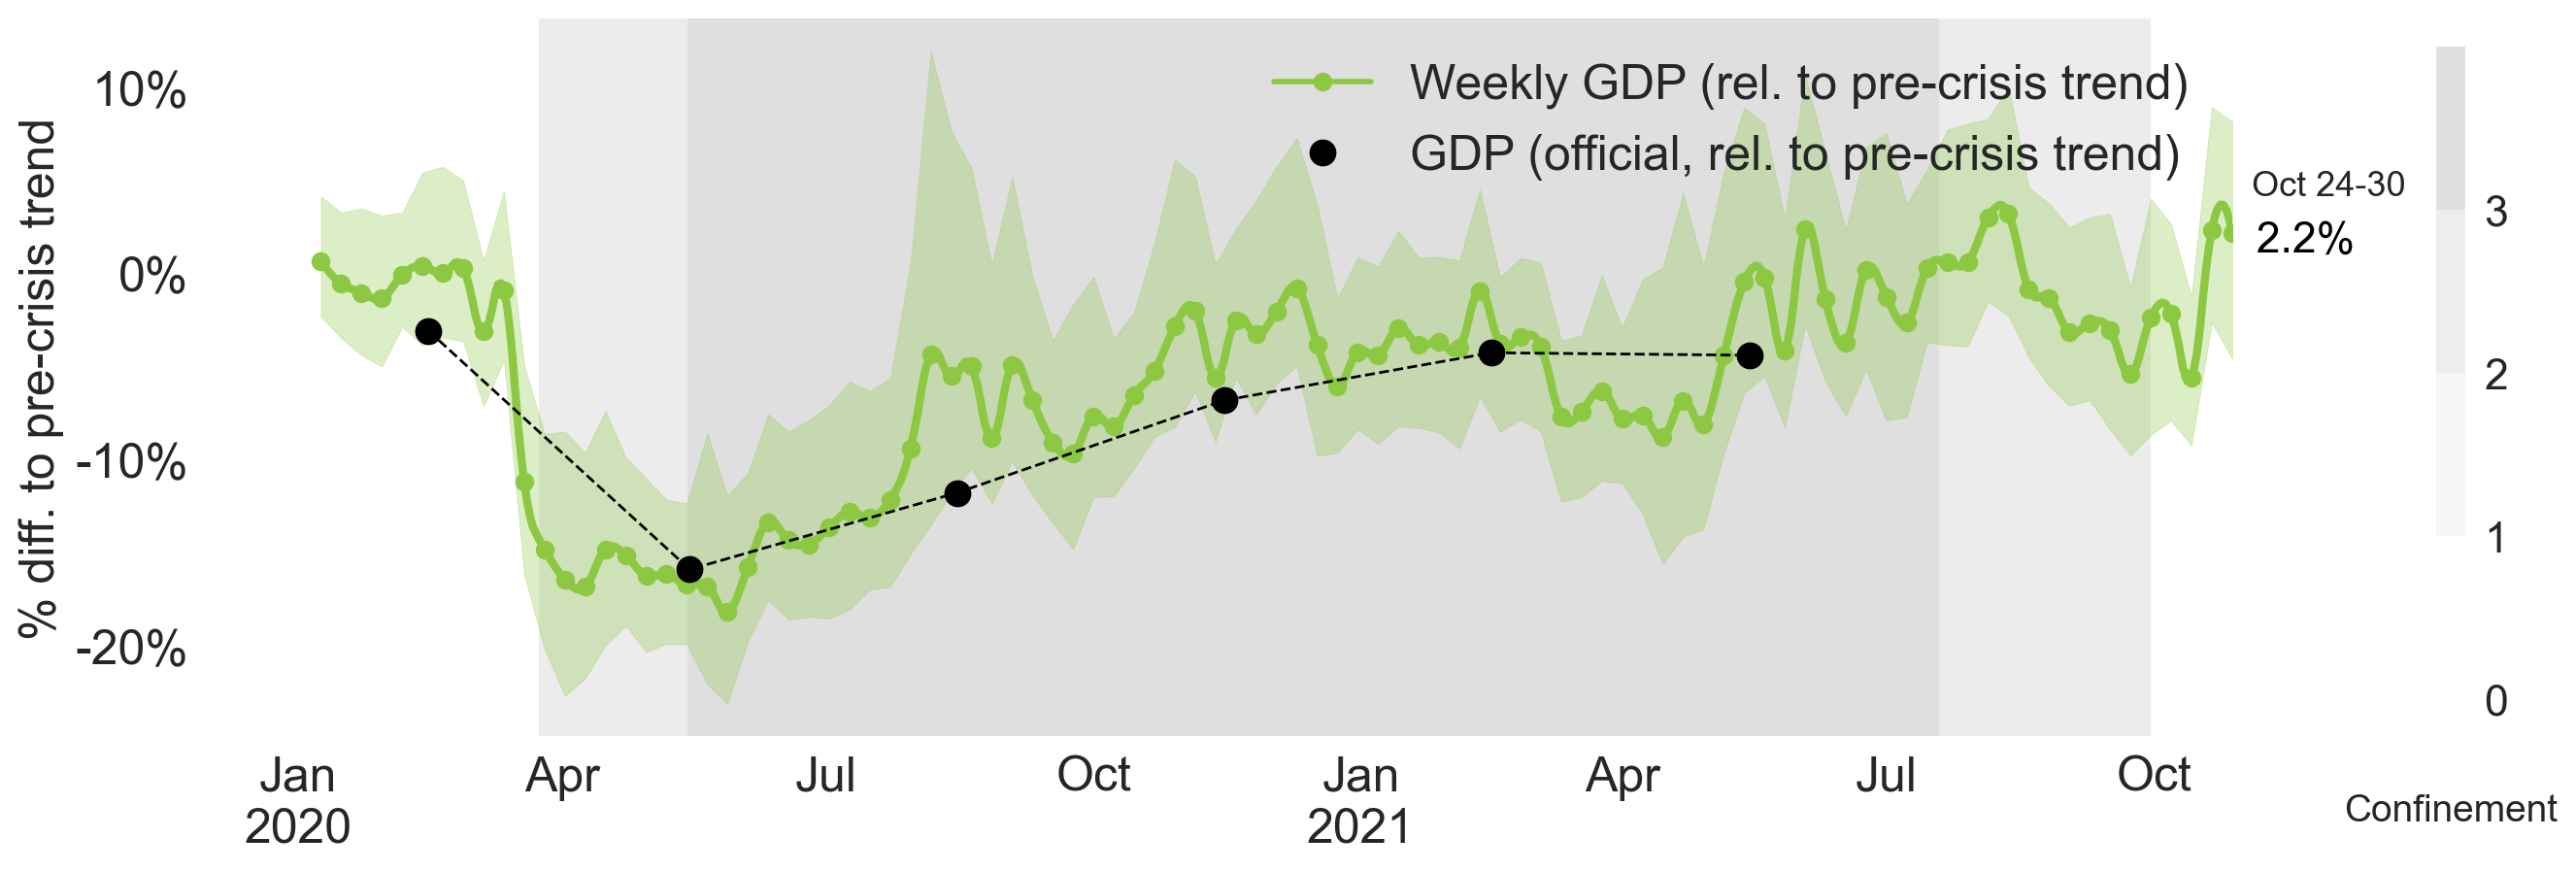 % diff. to pre-crisis trend
10%
0%
-10%
-20%
Weekly GDP (rel. to pre-crisis trend)
GDP (official, rel. to pre-crisis trend)
Oct 24-30
2.2%
3
2
1
0
Confinement
Jan Apr Jul Oct Jan Apr Jul Oct
2020 2021